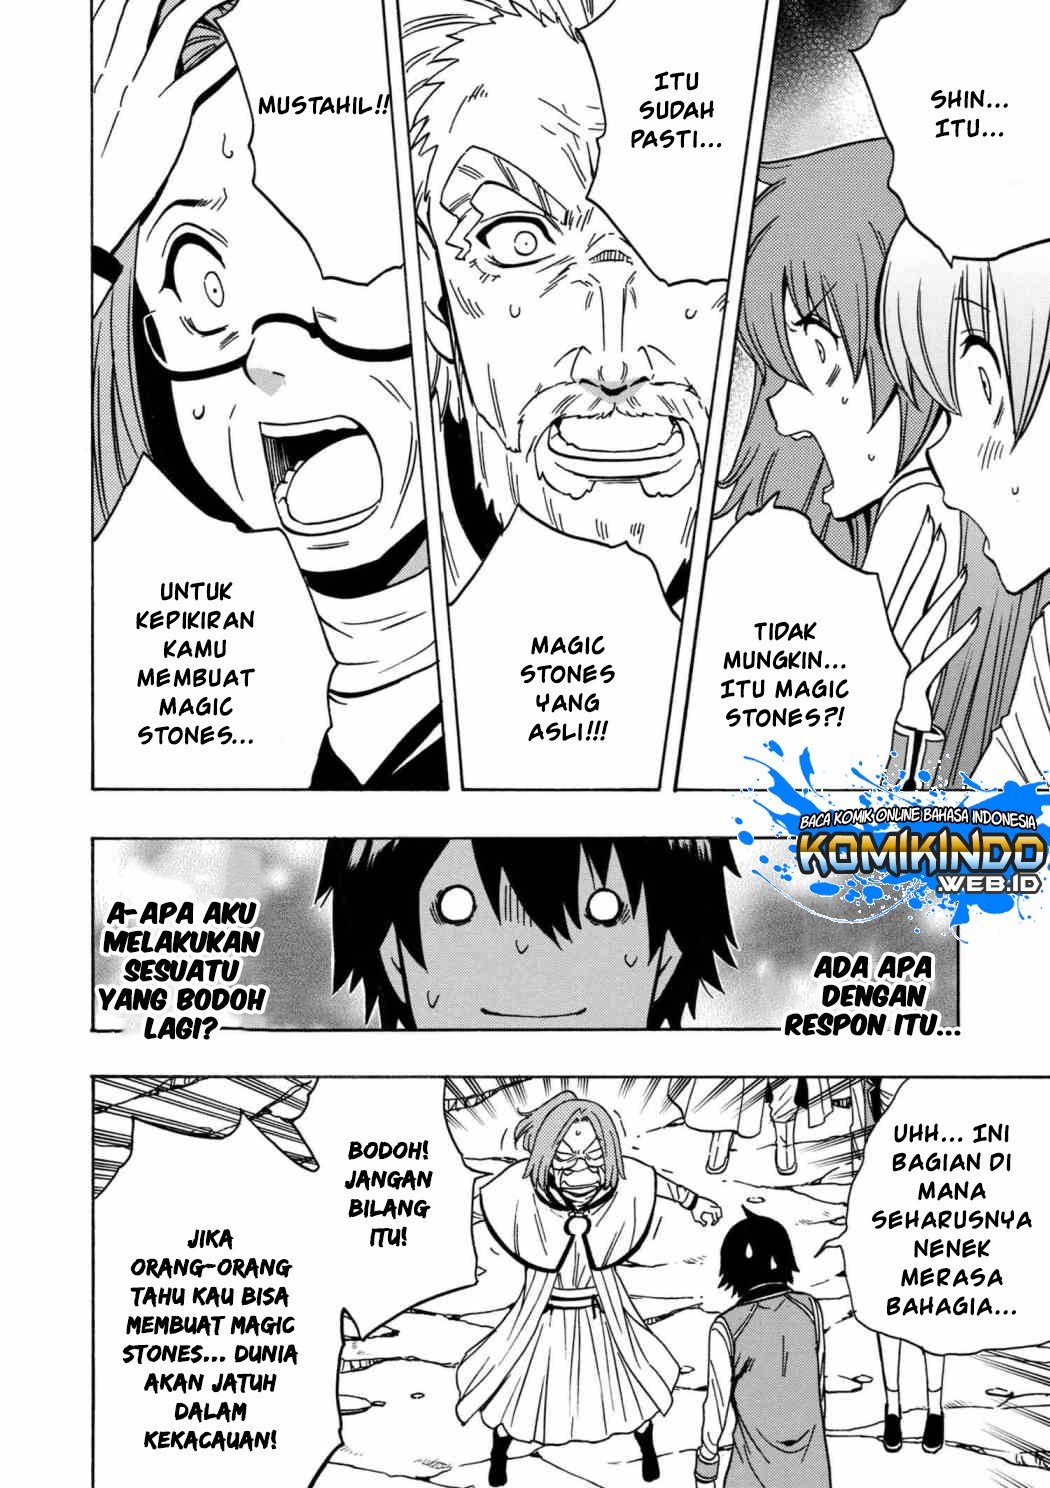 SHIN...
ITU...
TIDAK
MUNGKIN...
ITU MAGIC
STONES?!
ITU
SUDAH
PASTI...
MAGIC
STONES
YANG
ASLI!!!
MUSTAHIL!!
UNTUK
KEPIKIRAN
KAMU
MEMBUAT
MAGIC
STONES...
BACA KOMIK ONLINE BAHASA INDONESIA
KOMIKINDO
WEB.ID
ADA APA
DENGAN
RESPON ITU...
A-APA AKU
MELAKUKAN
SESUATU
YANG BODOH
LAGI?
UHH... INI
BAGIAN DI
MANA
SEHARUSNYA
NENEK
MERASA
BAHAGIA...
BODOH!
JANGAN
BILANG
ITU!
JIKA
ORANG-ORANG
TAHU KAU BISA
MEMBUAT MAGIC
STONES... DUNIA
AKAN JATUH
DALAM
KEKACAUAN!